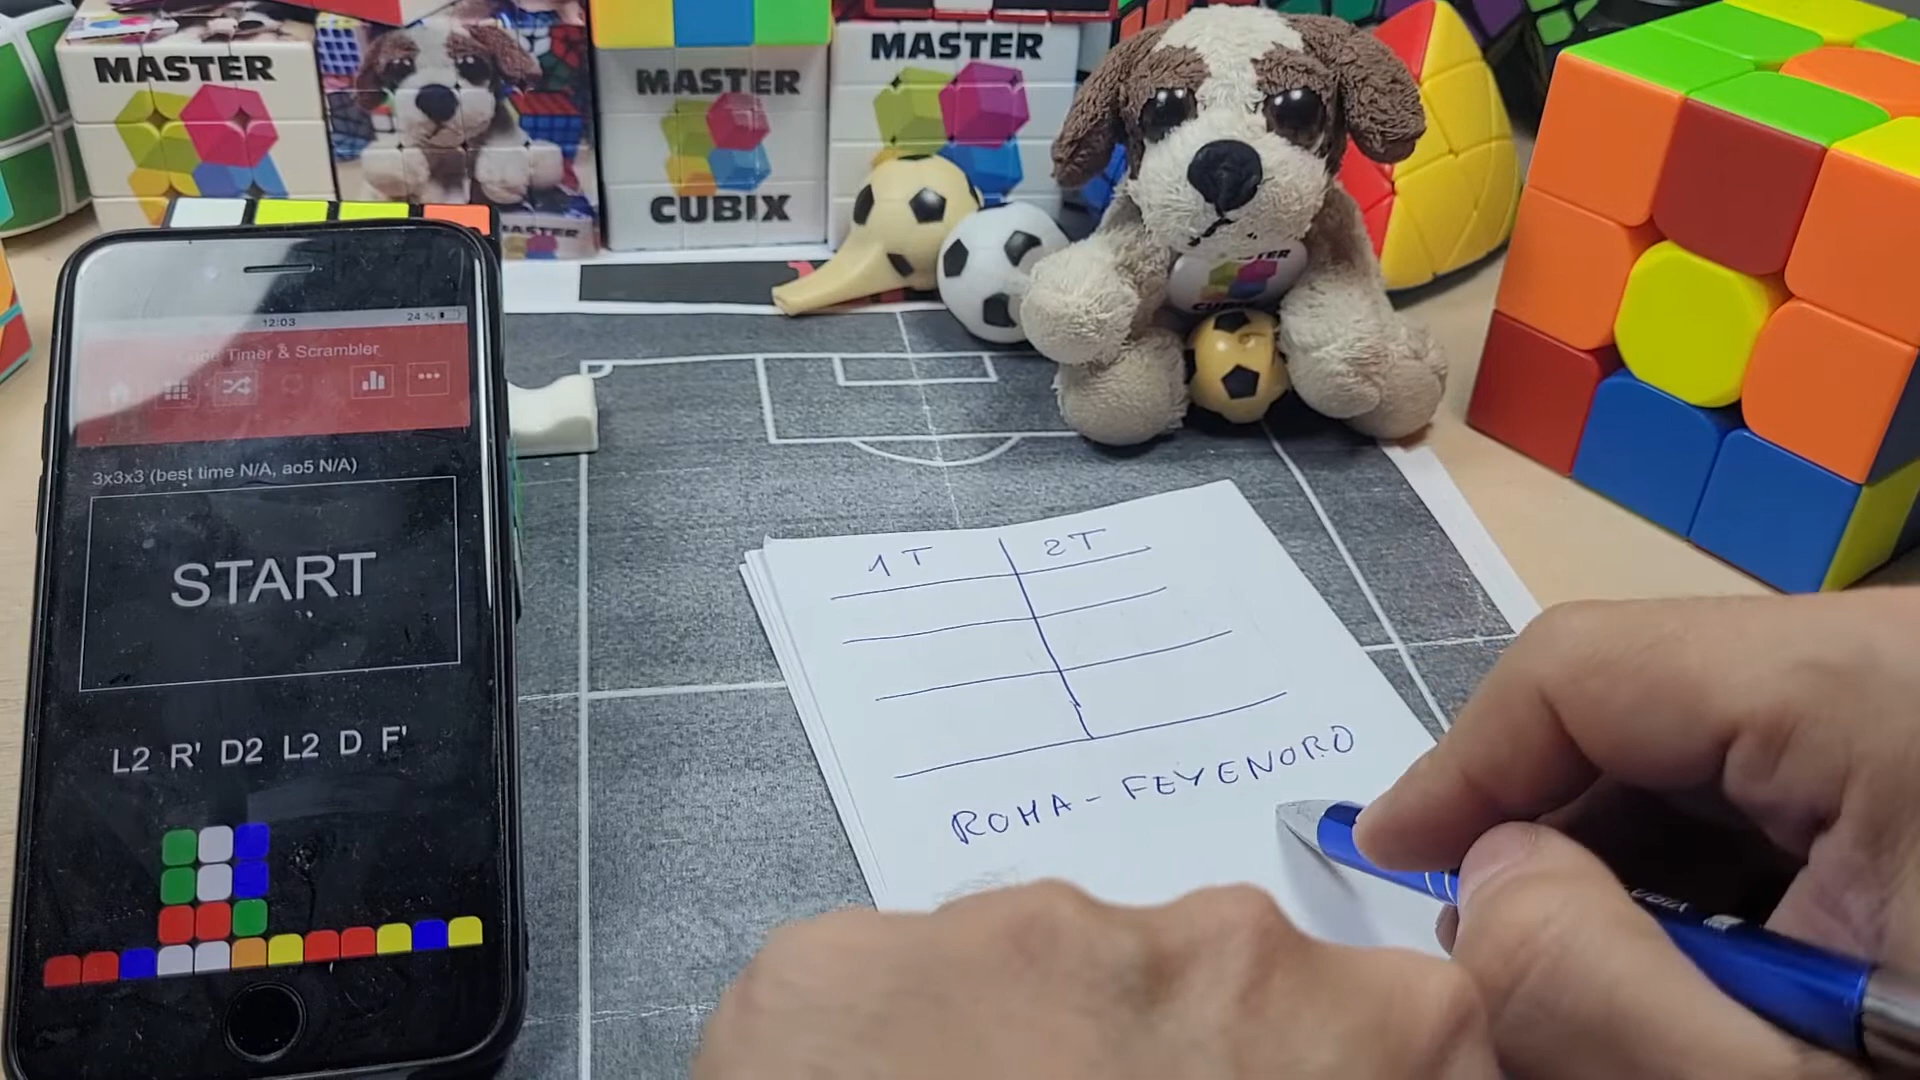 MASTER
MASTER
CUBIX
MASTER
12:03
24 %
Timer & Scrambler
3x3x3 (best time N/A, ao5 N/A)
START
L2 R' D2 L2 D F'
1T 2T
ROMA - FEYENORD